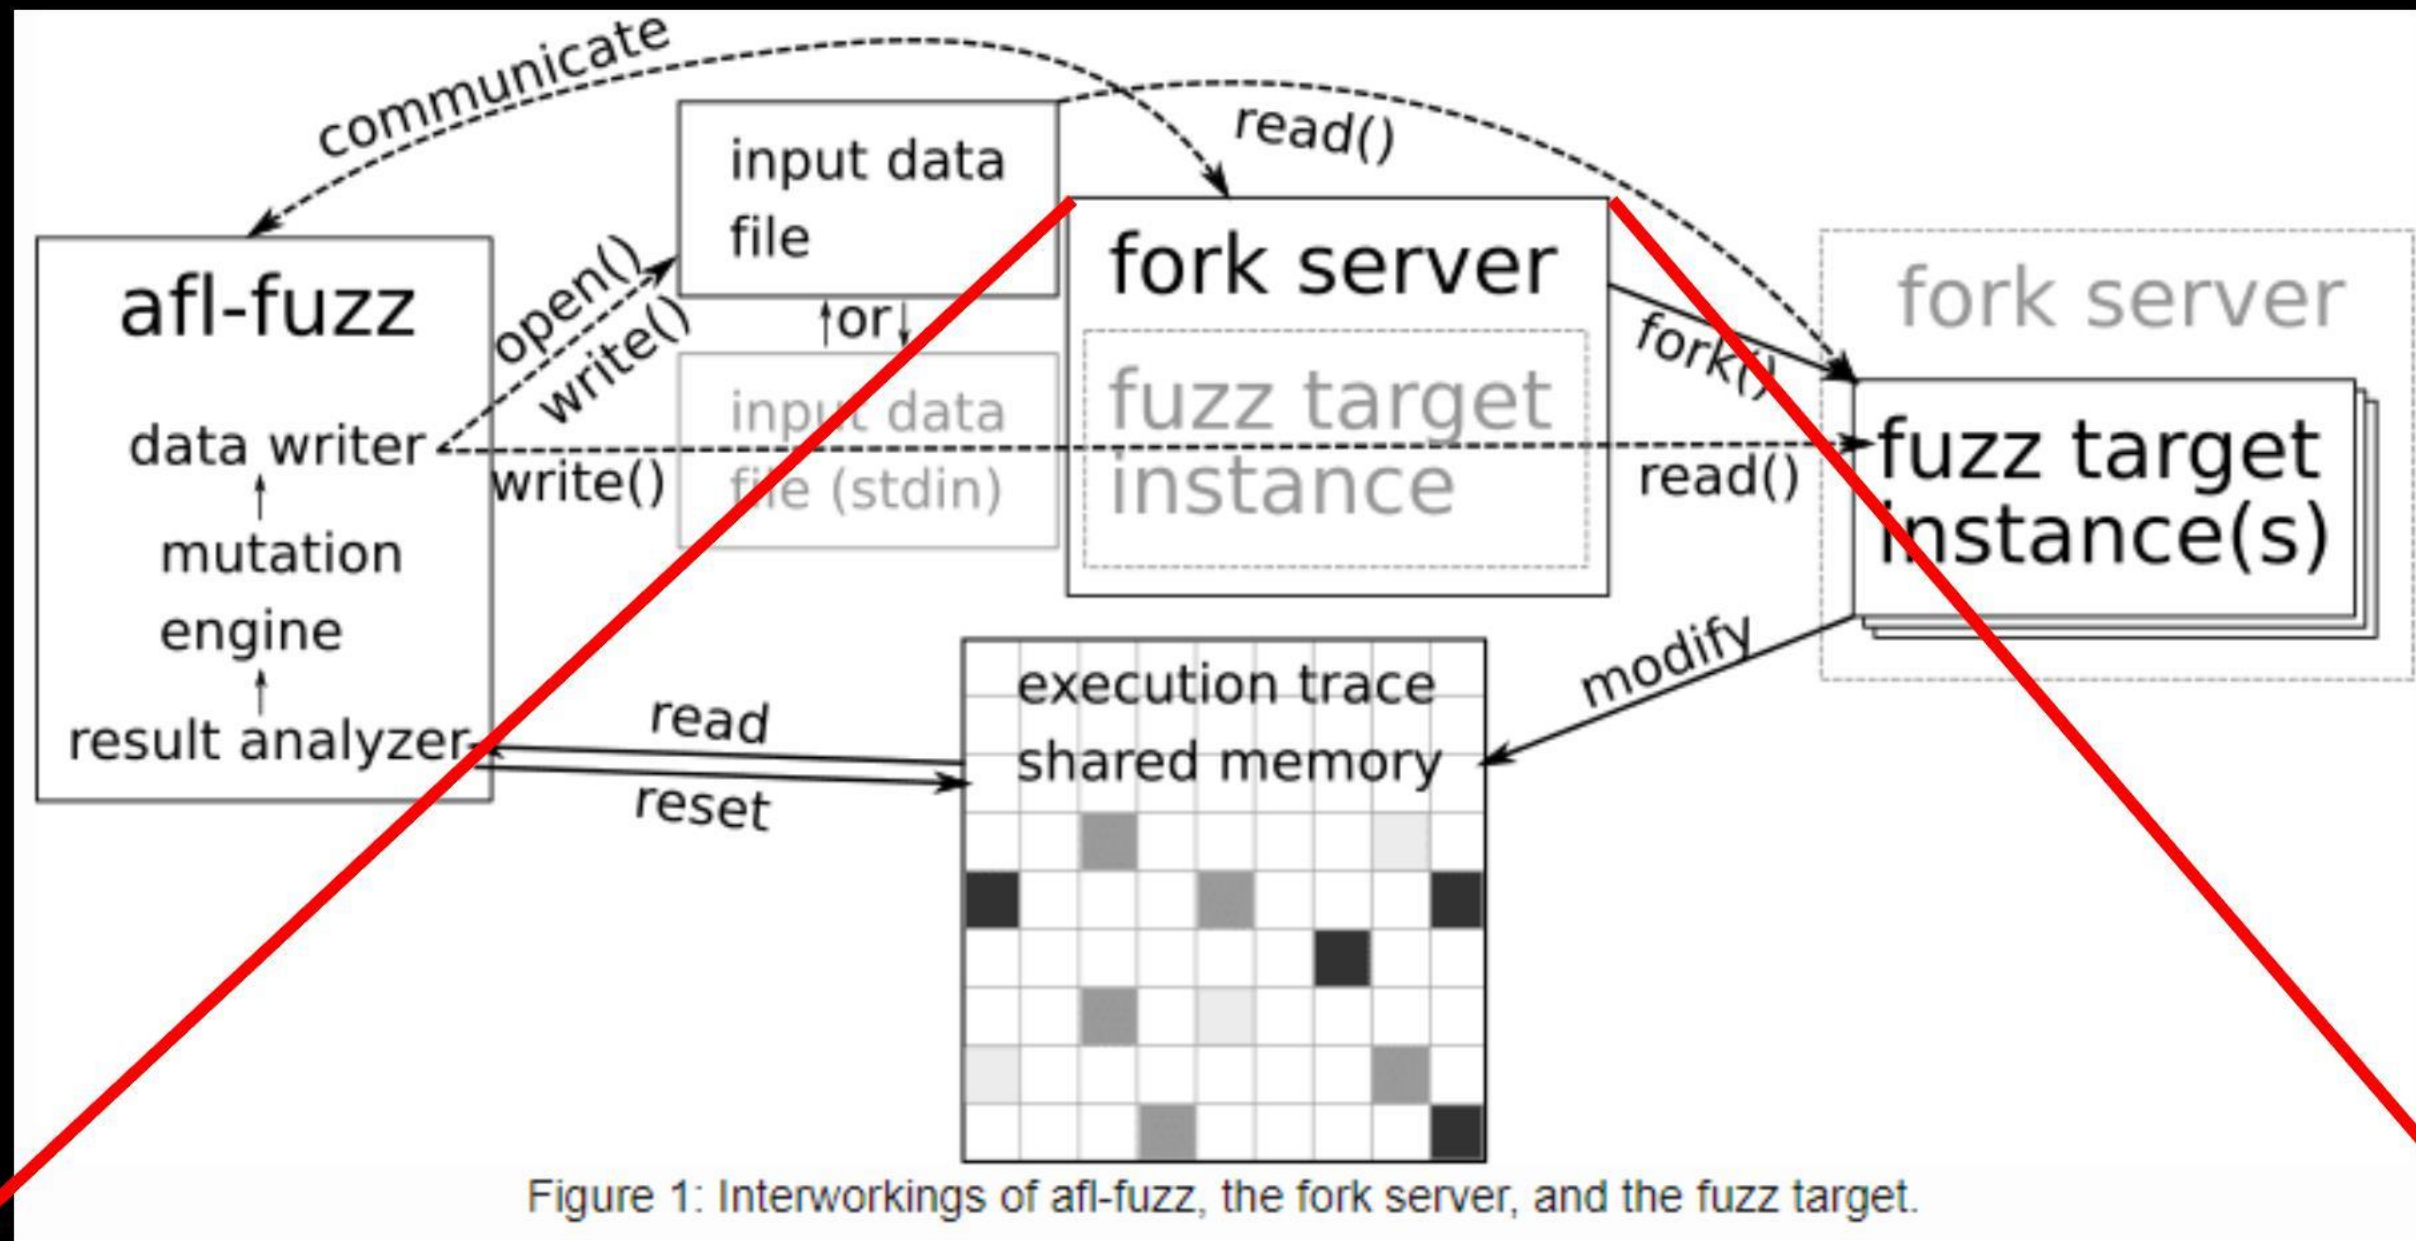 communicate
read()
input data
file
open()
write()
or
afl-fuzz
data writer
mutation
engine
result analyzer
write()
input data
file (stdin)
fork server
fuzz target
instance
fork()
read()
fork server
fuzz target
instance(s)
modify
read
reset
execution trace
shared memory
Figure 1: Interworkings of afl-fuzz, the fork server, and the fuzz target.